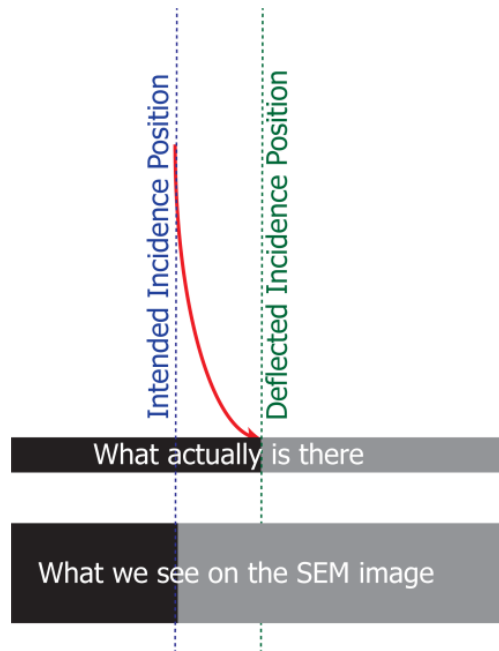 Intended Incidence Position
Deflected Incidence Position
What actually is there
What we see on the SEM image